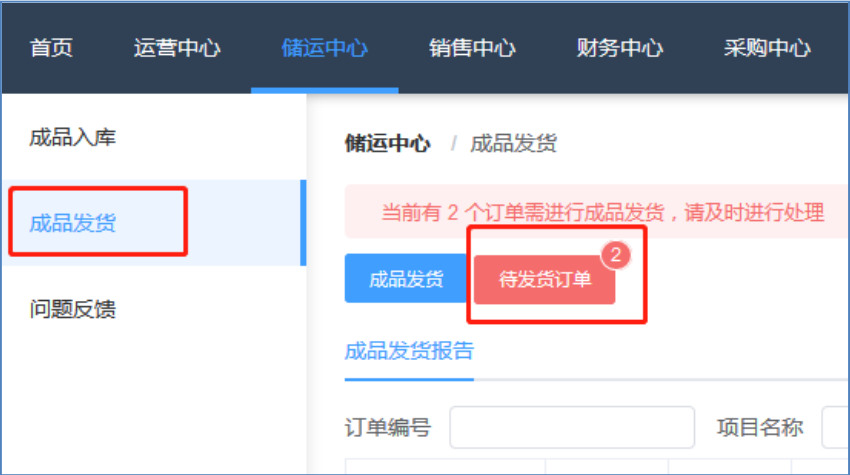 首页 运营中心 储运中心 销售中心 财务中心 采购中心
成品入库
成品发货
问题反馈
储运中心 / 成品发货
当前有 2 个订单需进行成品发货，请及时进行处理
成品发货 待发货订单 2
成品发货报告
订单编号 项目名称